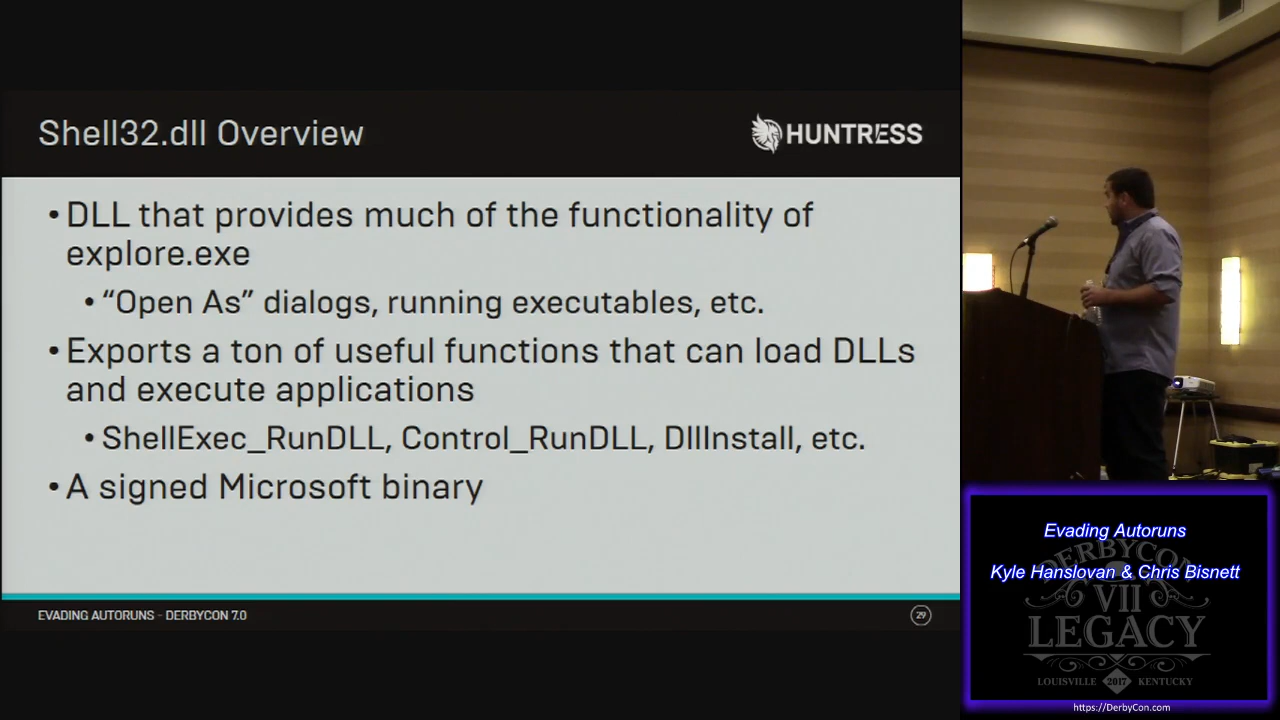 Shell32.dll Overview
HUNTRESS
• DLL that provides much of the functionality of
explore.exe
• “Open As” dialogs, running executables, etc.
• Exports a ton of useful functions that can load DLLs
and execute applications
• ShellExec_RunDLL, Control_RunDLL, DllInstall, etc.
• A signed Microsoft binary
EVADING AUTORUNS - DERBYCON 7.0
29
Evading Autoruns
Kyle Hanslovan & Chris Bisnett
DERBYCON
VII
LEGACY
LOUISVILLE 2017 KENTUCKY
https://DerbyCon.com